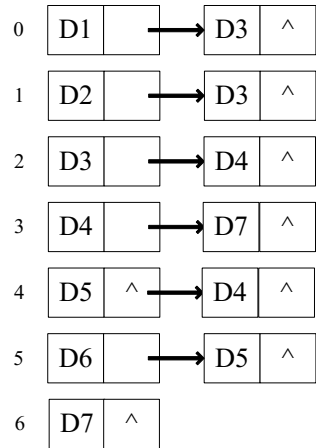 0 D1 D3 ^
1 D2 D3 ^
2 D3 D4 ^
3 D4 D7 ^
4 D5 ^ D4 ^
5 D6 D5 ^
6 D7 ^